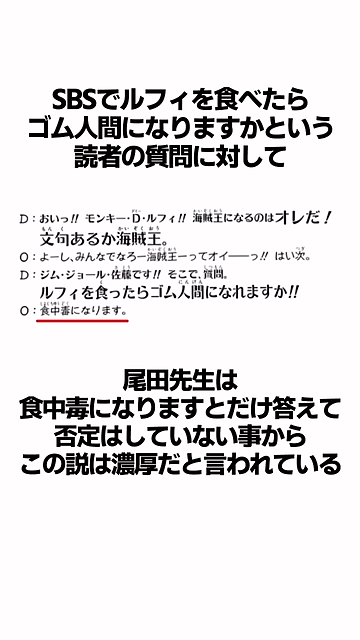 SBSでルフィを食べたら
ゴム人間になりますかという
読者の質問に対して
D：おいっ!! モンキー・D・ルフィ!! 海賊王になるのはオレだ！
文句あるか海賊王。
O：よーし、みんなでなろー海賊王ーってオイ――っ!! はい次。
D：ジム・ジョール・佐藤です!! そこで、質問。
ルフィを食ったらゴム人間になれますか!!
O：食中毒になります。
尾田先生は
食中毒になりますとだけ答えて
否定はしていない事から
この説は濃厚だと言われている